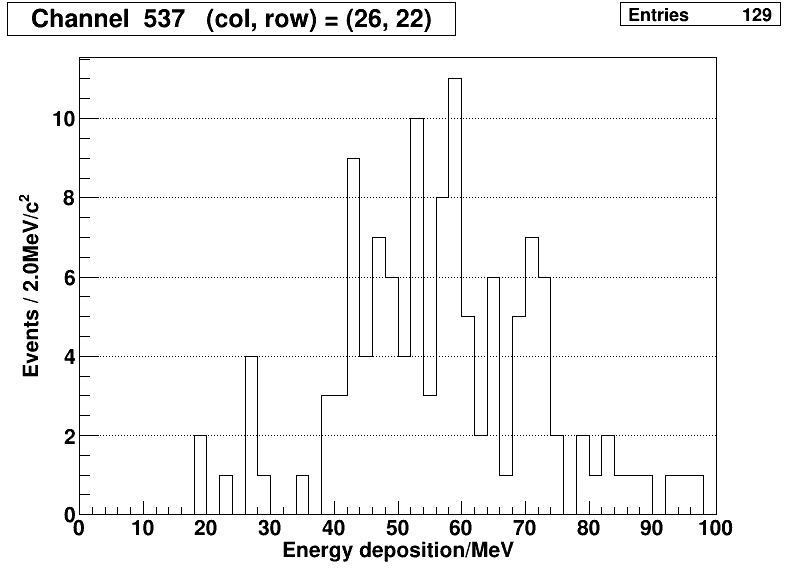 Channel 537 (col, row) = (26, 22)
Entries 129
Events / 2.0MeV/c²
10
8
6
4
2
0
0 10 20 30 40 50 60 70 80 90 100
Energy deposition/MeV